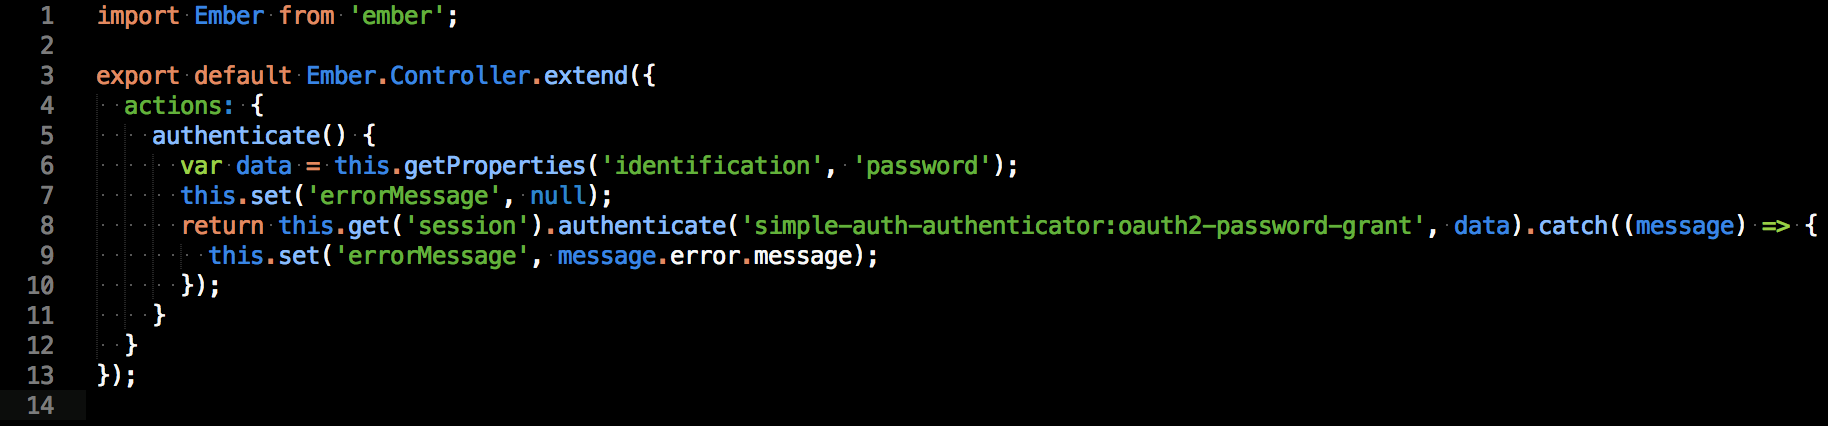 1 import Ember from 'ember';
2
3 export default Ember.Controller.extend({
4   actions: {
5     authenticate() {
6       var data = this.getProperties('identification', 'password');
7       this.set('errorMessage', null);
8       return this.get('session').authenticate('simple-auth-authenticator:oauth2-password-grant', data).catch((message) => {
9         this.set('errorMessage', message.error.message);
10       });
11     }
12   }
13 });
14